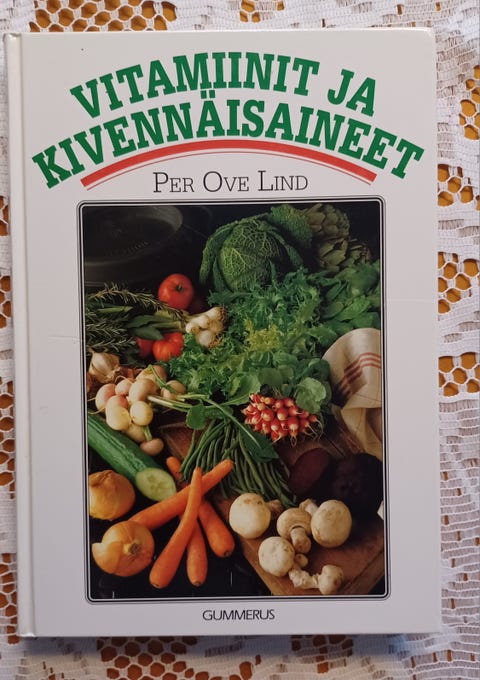 VITAMIINIT JA
KIVENNÄISAINEET
PER OVE LIND
GUMMERUS